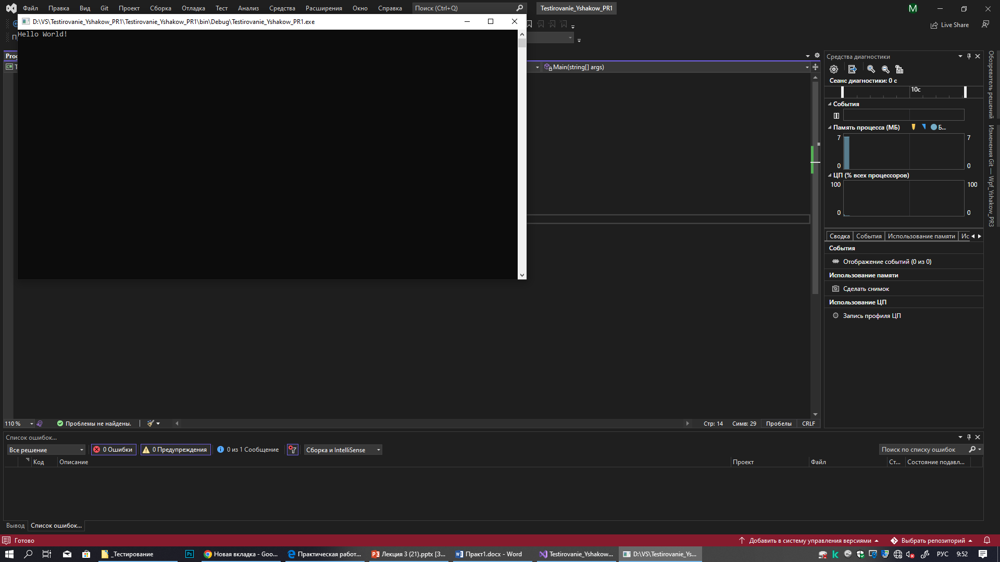 Файл Правка Вид Git Проект Сборка Отладка Тест Анализ Средства Расширения Окно Справка Поиск (Ctrl+Q) Testirovanie_Yshakow_PR1 M
D:\VS\Testirovanie_Yshakow_PR1\Testirovanie_Yshakow_PR1\bin\Debug\Testirovanie_Yshakow_PR1.exe
Live Share
Hello World!
Main(string[] args)
Средства диагностики
Сеанс диагностики: 0 с
10с
События
Память процесса (МБ) Б...
7 7
0 0
ЦП (% всех процессоров)
100 100
0 0
Сводка События Использование памяти Ис
События
Отображение событий (0 из 0)
Использование памяти
Сделать снимок
Использование ЦП
Запись профиля ЦП
Обозреватель решений
Изменения Git — Wpf_Yshakow_PR3
110 % Проблемы не найдены. Стр: 14 Симв: 29 Пробелы CRLF
Список ошибок...
Все решение 0 Ошибки 0 Предупреждения 0 из 1 Сообщение Сборка и IntelliSense Поиск по списку ошибок
Код Описание Проект Файл Ст... Состояние подавл...
Вывод Список ошибок...
Готово Добавить в систему управления версиями Выбрать репозиторий
_Тестирование Ps Новая вкладка - Goo... Практическая работ... Лекция 3 (21).pptx [З... Практ1.docx - Word Testirovanie_Yshakow... D:\VS\Testirovanie_Ys... РУС 9:52